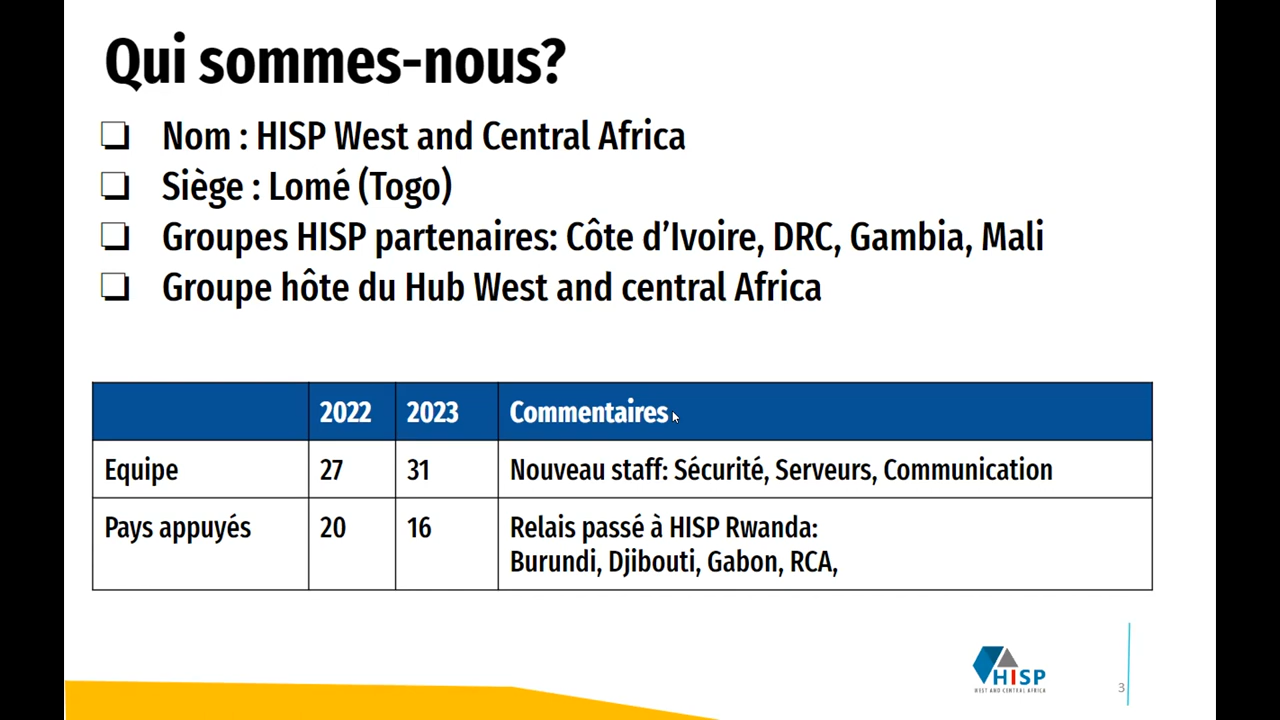 Qui sommes-nous?
Nom : HISP West and Central Africa
Siège : Lomé (Togo)
Groupes HISP partenaires: Côte d’Ivoire, DRC, Gambia, Mali
Groupe hôte du Hub West and central Africa
2022 2023 Commentaires
Equipe 27 31 Nouveau staff: Sécurité, Serveurs, Communication
Pays appuyés 20 16 Relais passé à HISP Rwanda:
Burundi, Djibouti, Gabon, RCA,
HISP
WEST AND CENTRAL AFRICA
3